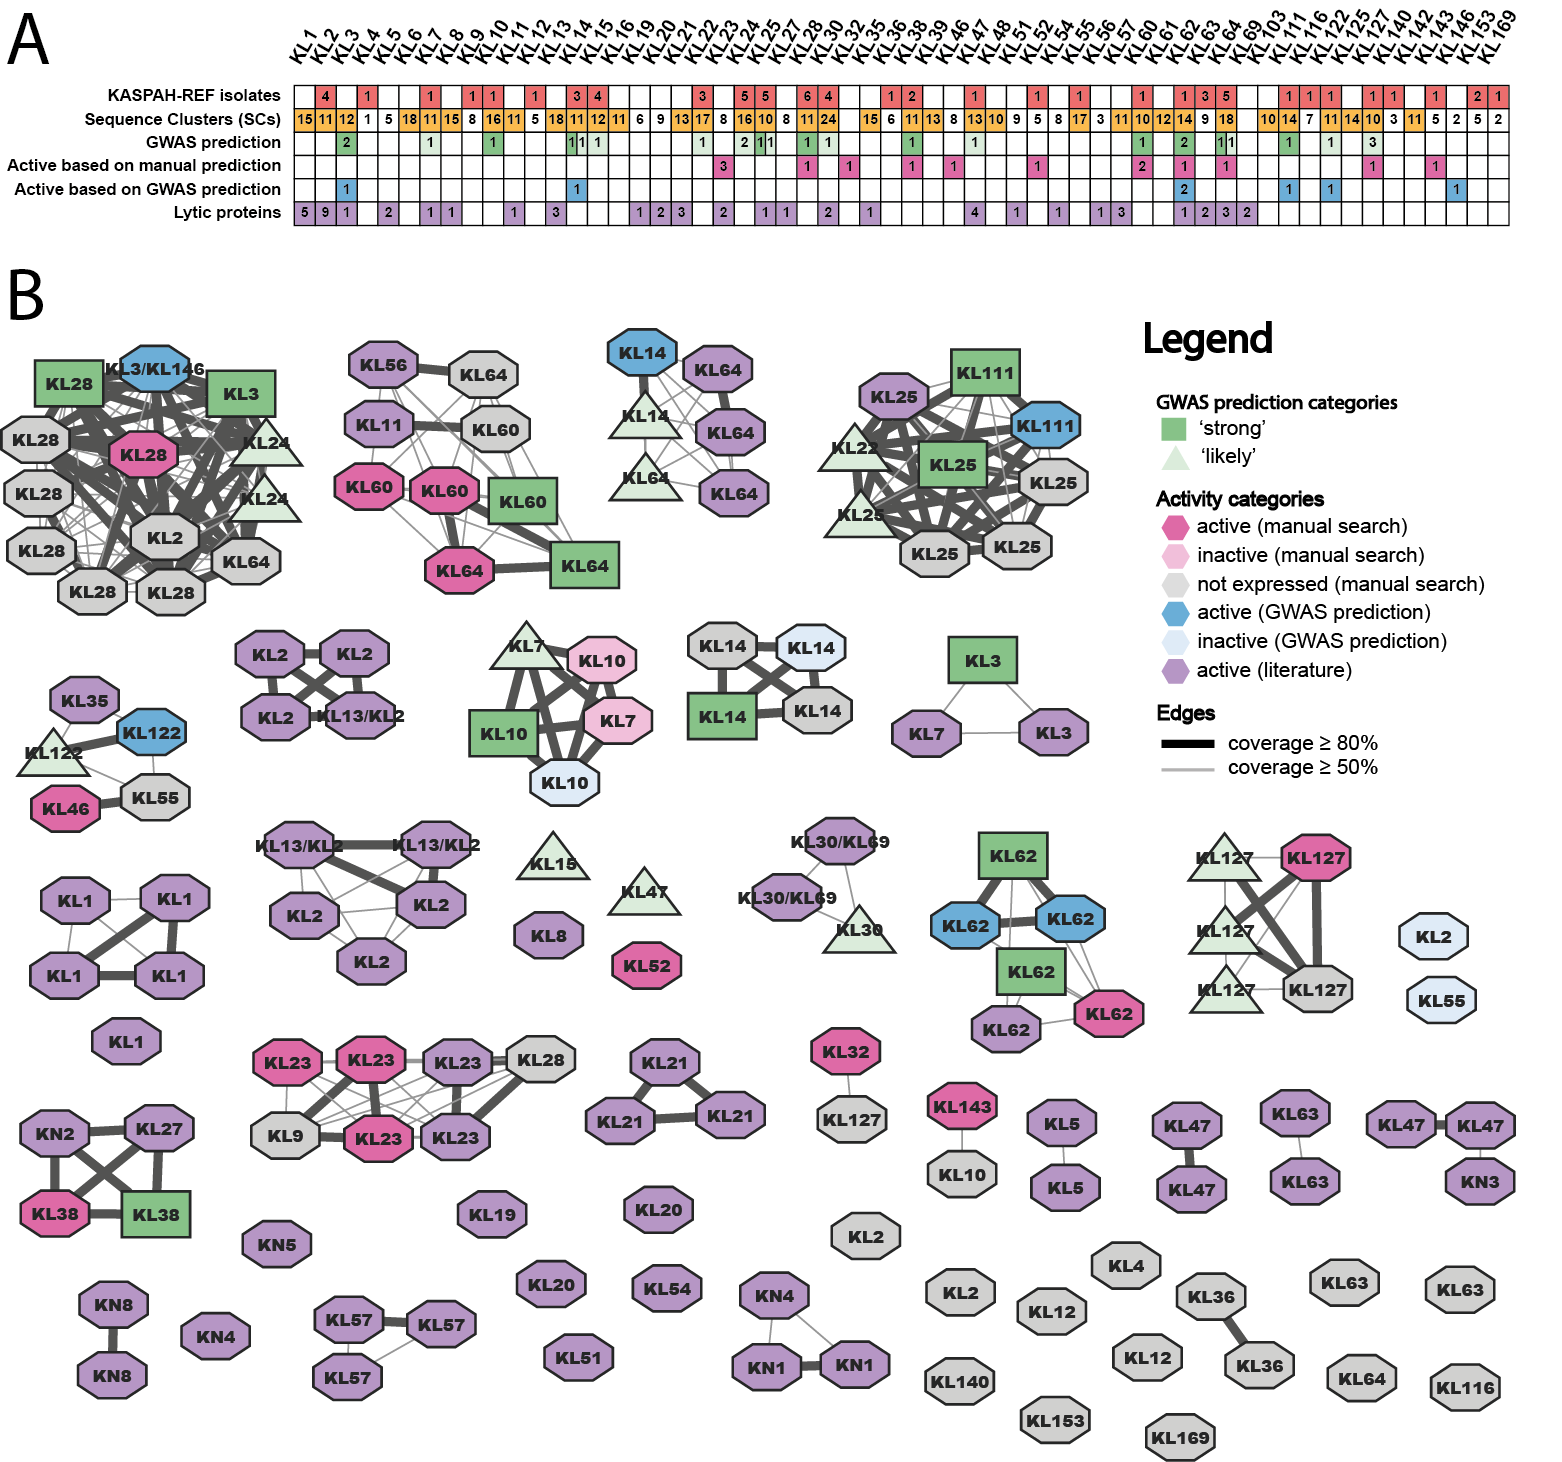 A
KL1 KL2 KL3 KL4 KL5 KL6 KL7 KL8 KL9 KL10 KL11 KL12 KL13 KL14 KL15 KL16 KL19 KL20 KL21 KL22 KL23 KL24 KL25 KL27 KL28 KL30 KL32 KL35 KL36 KL38 KL39 KL46 KL47 KL48 KL51 KL52 KL54 KL55 KL56 KL57 KL60 KL61 KL62 KL63 KL64 KL69 KL103 KL111 KL116 KL122 KL125 KL127 KL140 KL142 KL143 KL146 KL153 KL169
KASPAH-REF isolates 4 1 1 1 1 1 3 4 3 5 5 6 4 1 2 1 1 1 1 1 3 5 1 1 1 1 1 1 2 1
Sequence Clusters (SCs) 15 11 12 1 5 18 11 15 8 16 11 5 18 11 12 11 6 9 13 17 8 16 10 8 11 24 15 6 11 13 8 13 10 9 5 8 17 3 11 10 12 14 9 18 10 14 7 11 14 10 3 11 5 2 5 2
GWAS prediction 2 1 1 1 1 1 1 2 1 1 1 1 1 1 1 2 1 1 1 1 3
Active based on manual prediction 3 1 1 1 1 1 2 1 1 1 1
Active based on GWAS prediction 1 1 2 1 1 1
Lytic proteins 5 9 1 2 1 1 1 3 1 2 3 2 1 1 2 1 4 1 1 1 3 1 2 3 2
B
KL28 KL3/KL146 KL3
KL28 KL28 KL24
KL28 KL24
KL28 KL2 KL64
KL28 KL28
KL56 KL64
KL11 KL60
KL60 KL60 KL60
KL64 KL64
KL14 KL64
KL14 KL64
KL64 KL64
KL25 KL111
KL22 KL25 KL111
KL25 KL25
KL25 KL25
Legend
GWAS prediction categories
‘strong’
‘likely’
Activity categories
active (manual search)
inactive (manual search)
not expressed (manual search)
active (GWAS prediction)
inactive (GWAS prediction)
active (literature)
Edges
coverage ≥ 80%
coverage ≥ 50%
KL35
KL122 KL122
KL46 KL55
KL2 KL2
KL2 KL13/KL2
KL7 KL10
KL10 KL7
KL10
KL14 KL14
KL14 KL14
KL3
KL7 KL3
KL1 KL1
KL1 KL1
KL1
KL13/KL2 KL13/KL2
KL2 KL2
KL2
KL15
KL47
KL8
KL52
KL30/KL69
KL30/KL69
KL30
KL62
KL62 KL62
KL62
KL62 KL62
KL127 KL127
KL127
KL127 KL127
KL2
KL55
KN2 KL27
KL38 KL38
KL23 KL23 KL23 KL28
KL9 KL23 KL23
KL21
KL21 KL21
KL32
KL127
KL143
KL10
KL5
KL5
KL47
KL47
KL63
KL63
KL47 KL47
KN3
KN5
KL19
KL20
KL2
KN8
KN8
KN4
KL57 KL57
KL57
KL20
KL54
KL51
KN4
KN1 KN1
KL2
KL12
KL4
KL36
KL36
KL12
KL63
KL63
KL140
KL153
KL169
KL64
KL116